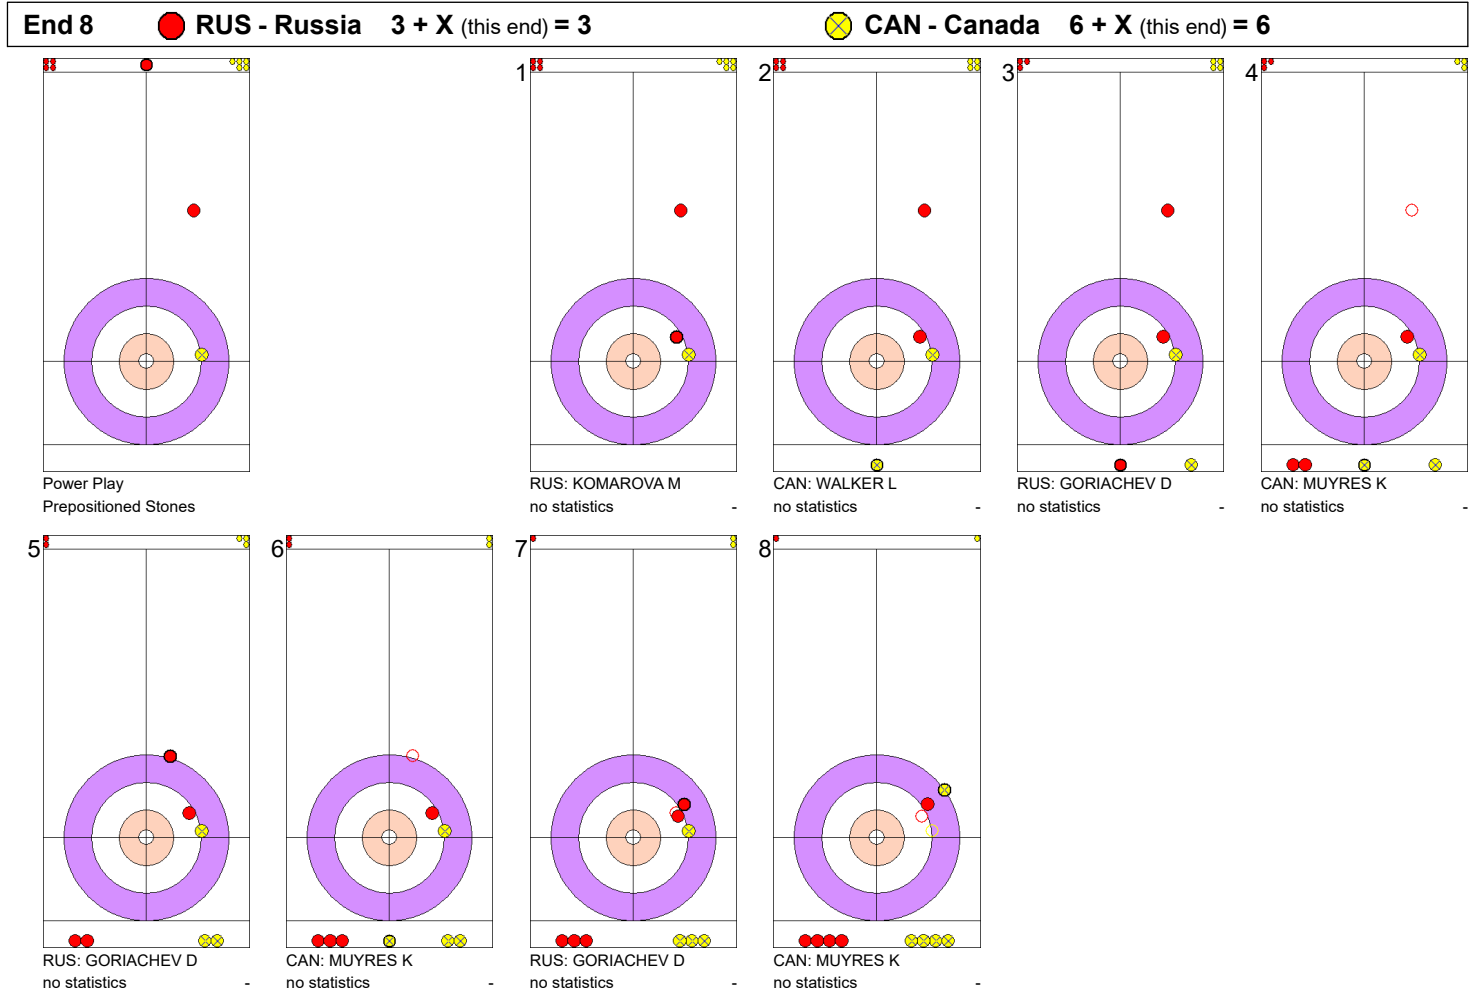 End 8 RUS - Russia 3 + X (this end) = 3 CAN - Canada 6 + X (this end) = 6
1 2 3 4
Power Play RUS: KOMAROVA M CAN: WALKER L RUS: GORIACHEV D CAN: MUYRES K
Prepositioned Stones no statistics - no statistics - no statistics - no statistics -
5 6 7 8
RUS: GORIACHEV D CAN: MUYRES K RUS: GORIACHEV D CAN: MUYRES K
no statistics - no statistics - no statistics - no statistics -